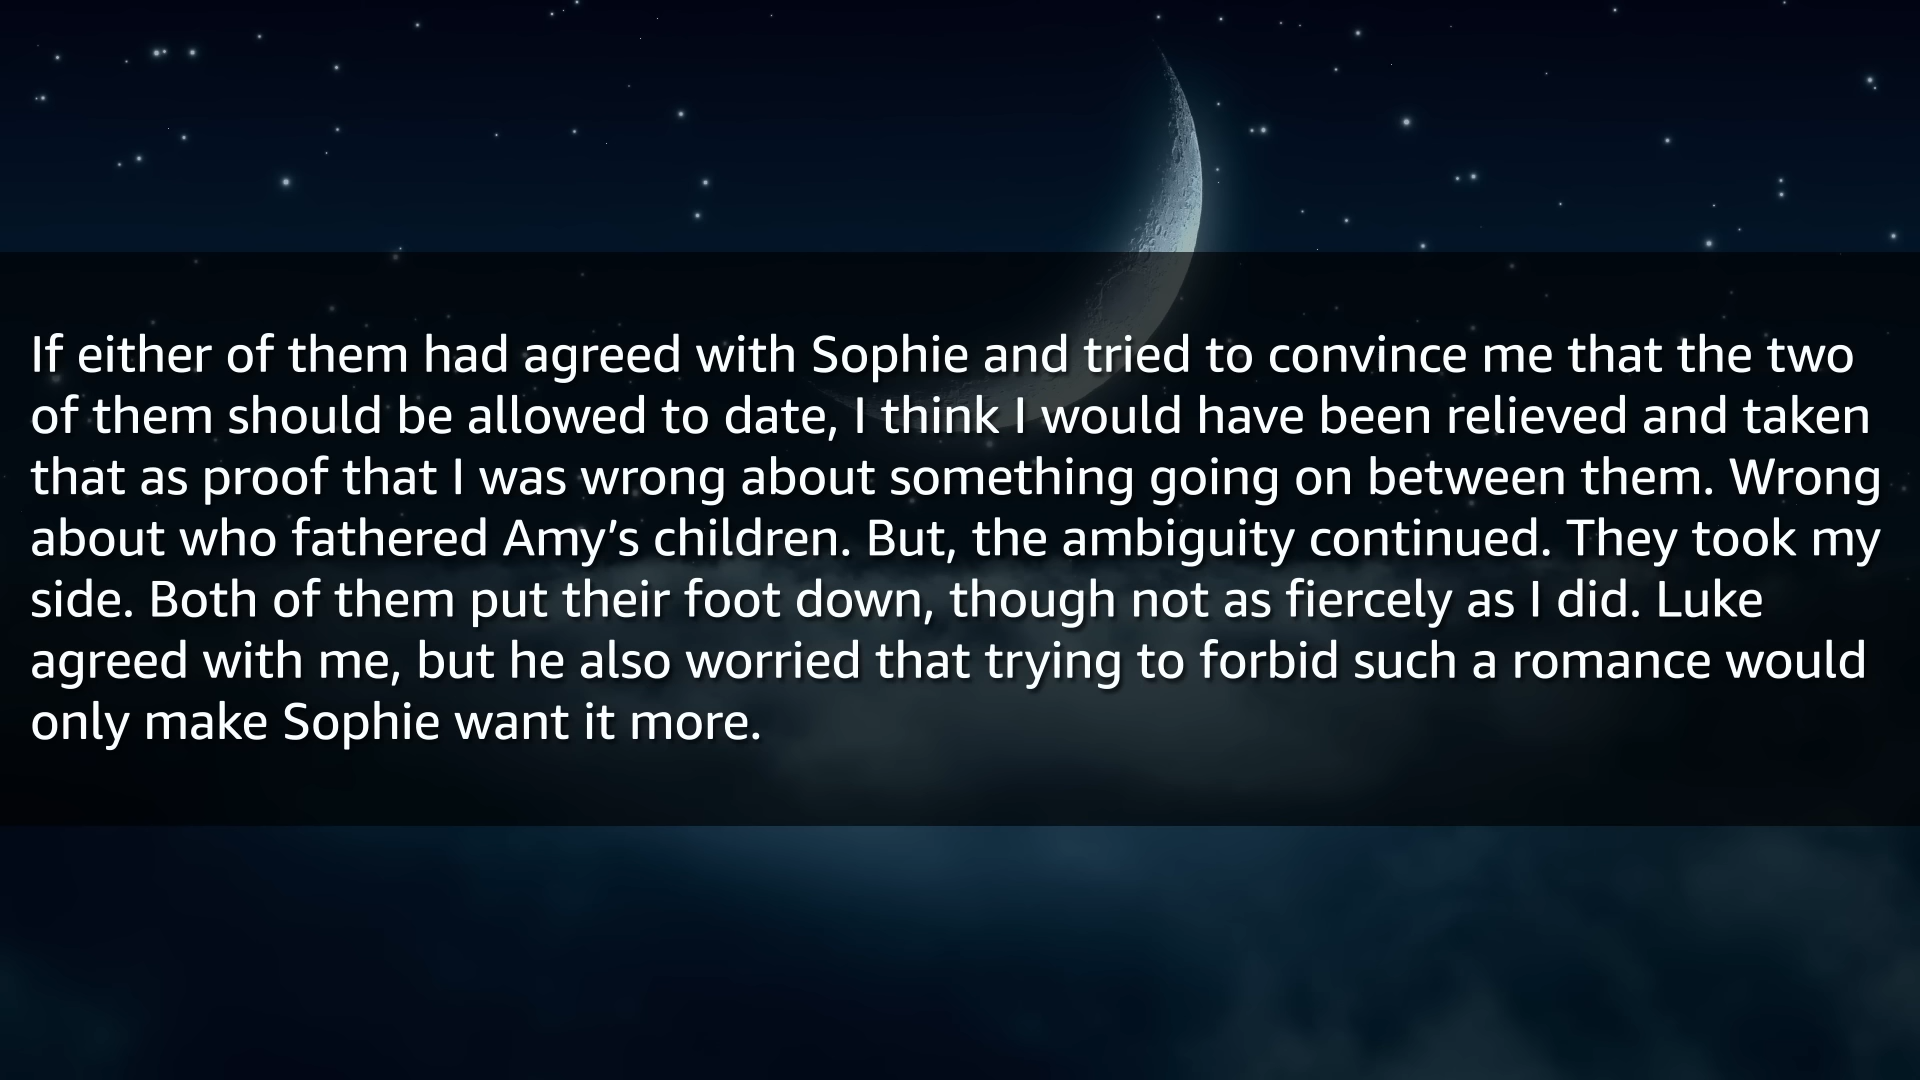 If either of them had agreed with Sophie and tried to convince me that the two
of them should be allowed to date, I think I would have been relieved and taken
that as proof that I was wrong about something going on between them. Wrong
about who fathered Amy’s children. But, the ambiguity continued. They took my
side. Both of them put their foot down, though not as fiercely as I did. Luke
agreed with me, but he also worried that trying to forbid such a romance would
only make Sophie want it more.